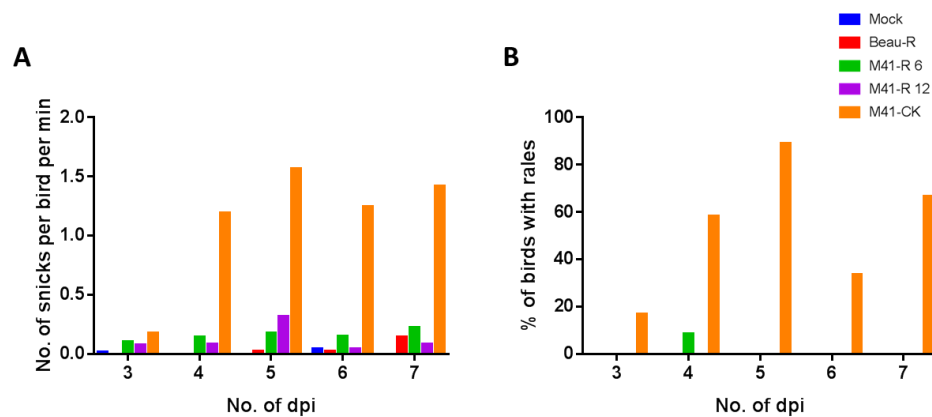 Mock
Beau-R
M41-R 6
M41-R 12
M41-CK
A
No. of snicks per bird per min
2.0
1.5
1.0
0.5
0.0
3 4 5 6 7
No. of dpi
B
% of birds with rales
100
80
60
40
20
0
3 4 5 6 7
No. of dpi